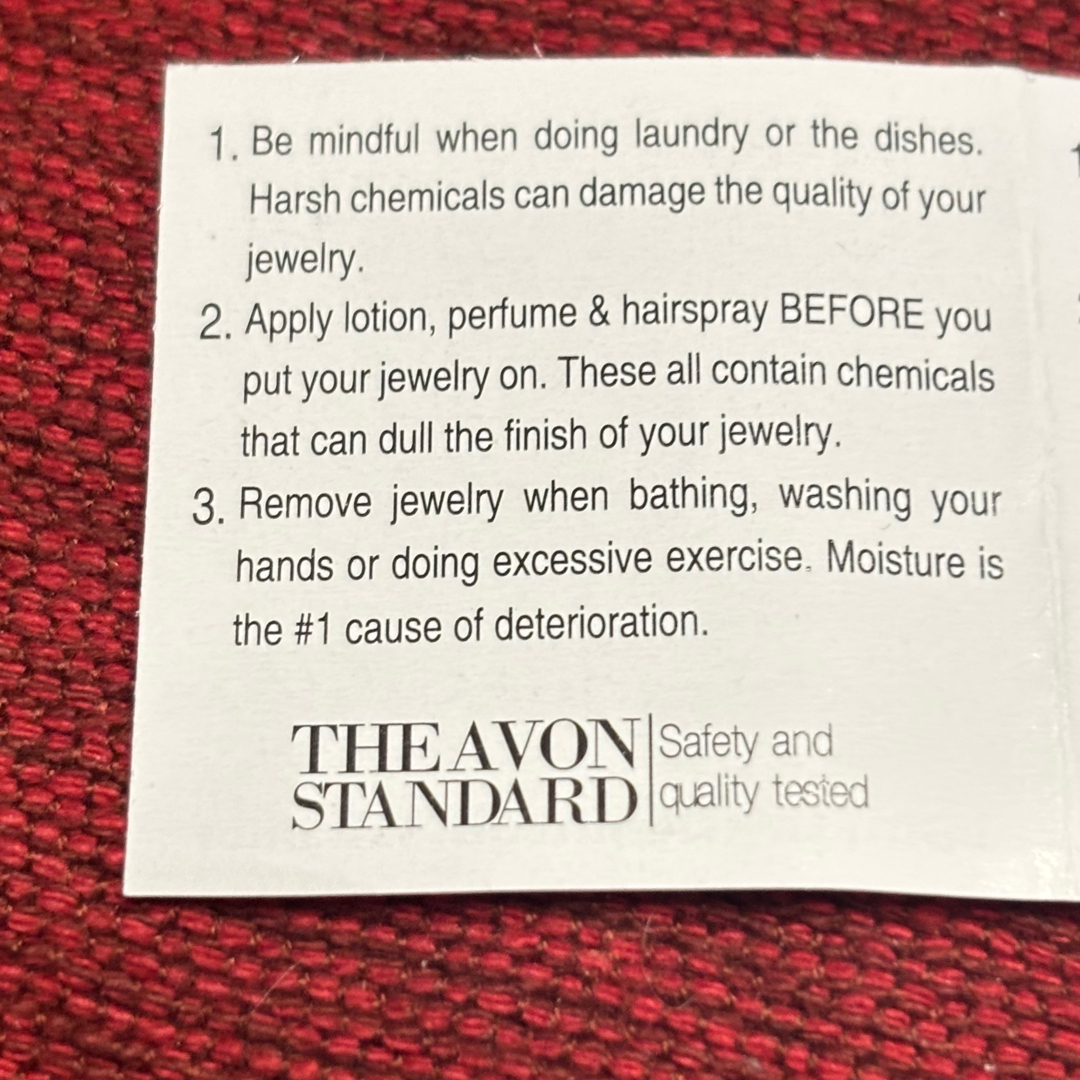 1. Be mindful when doing laundry or the dishes.
Harsh chemicals can damage the quality of your
jewelry.
2. Apply lotion, perfume & hairspray BEFORE you
put your jewelry on. These all contain chemicals
that can dull the finish of your jewelry.
3. Remove jewelry when bathing, washing your
hands or doing excessive exercise. Moisture is
the #1 cause of deterioration.
THE AVON
STANDARD
Safety and
quality tested